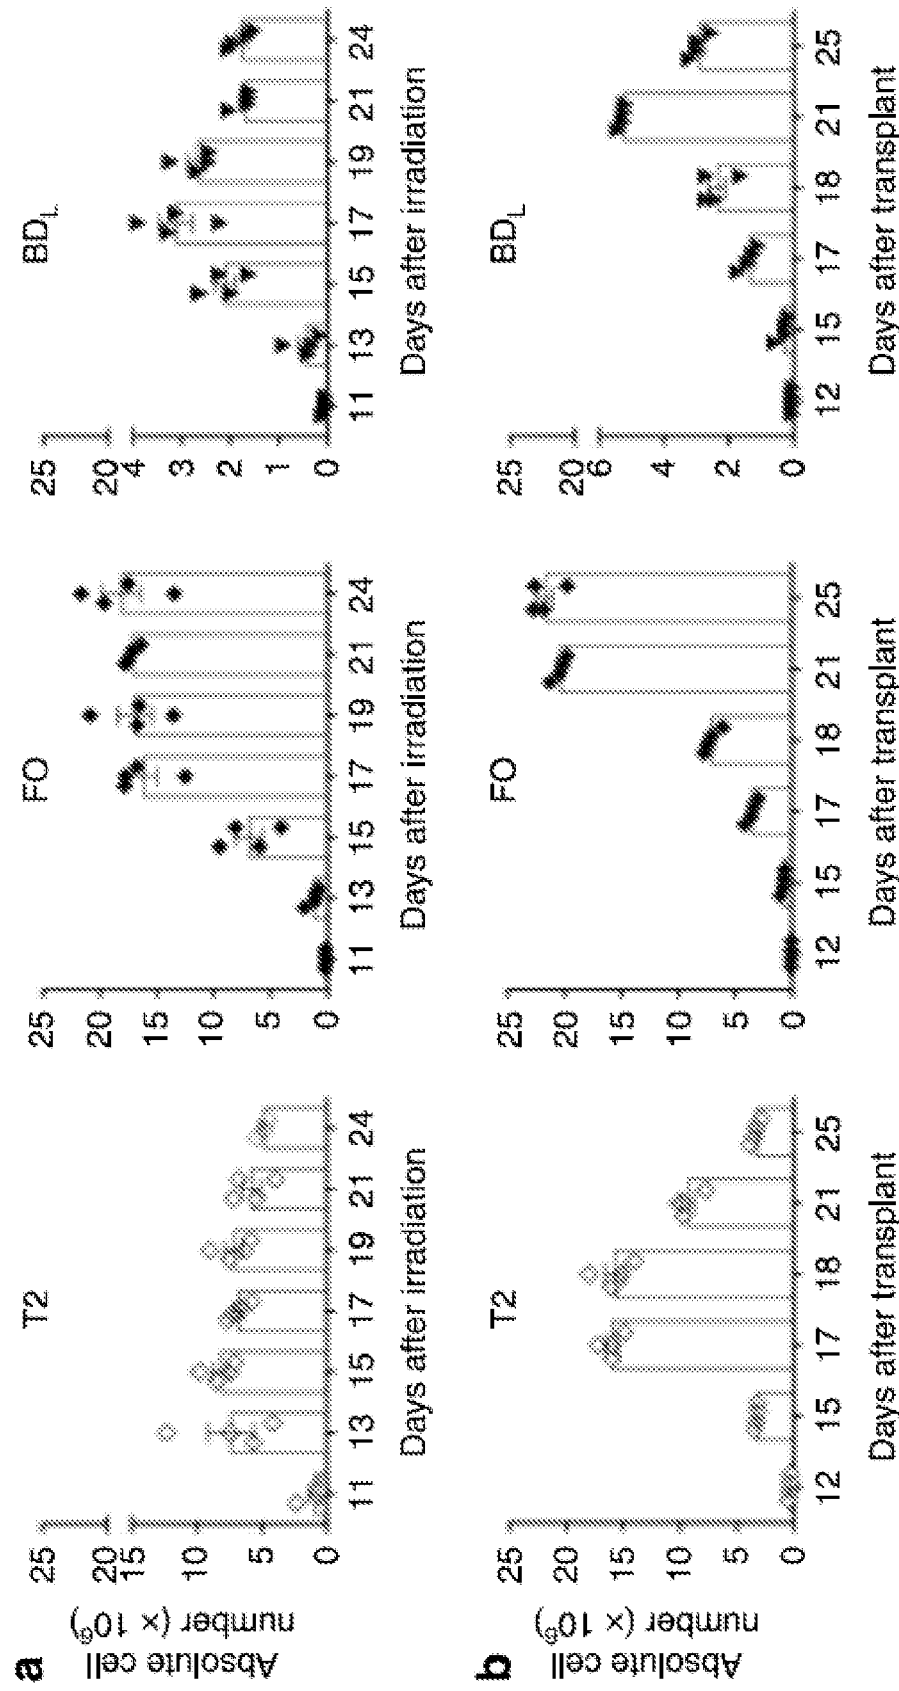 a
T2
FO
BDL
Absolute cell
number (× 10⁶)
25
20
15
10
5
0
11 13 15 17 19 21 24
Days after irradiation
25
20
15
10
5
0
11 13 15 17 19 21 24
Days after irradiation
25
20
4
3
2
1
0
11 13 15 17 19 21 24
Days after irradiation
b
T2
FO
BDL
Absolute cell
number (× 10⁶)
25
20
15
10
5
0
12 15 17 18 21 25
Days after transplant
25
20
15
10
5
0
12 15 17 18 21 25
Days after transplant
25
20
6
4
2
0
12 15 17 18 21 25
Days after transplant